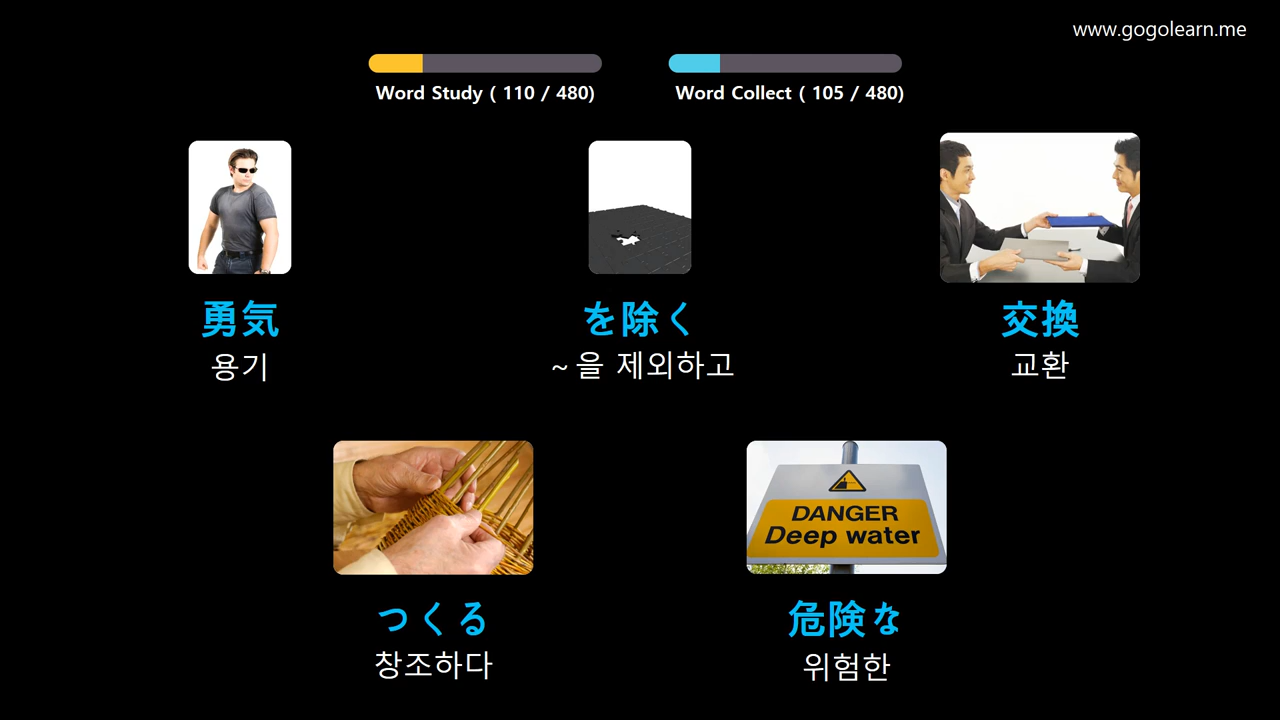 www.gogolearn.me
Word Study ( 110 / 480)
Word Collect ( 105 / 480)
勇気
용기
を除く
~ 을 제외하고
交換
교환
DANGER
Deep water
つくる
창조하다
危険な
위험한